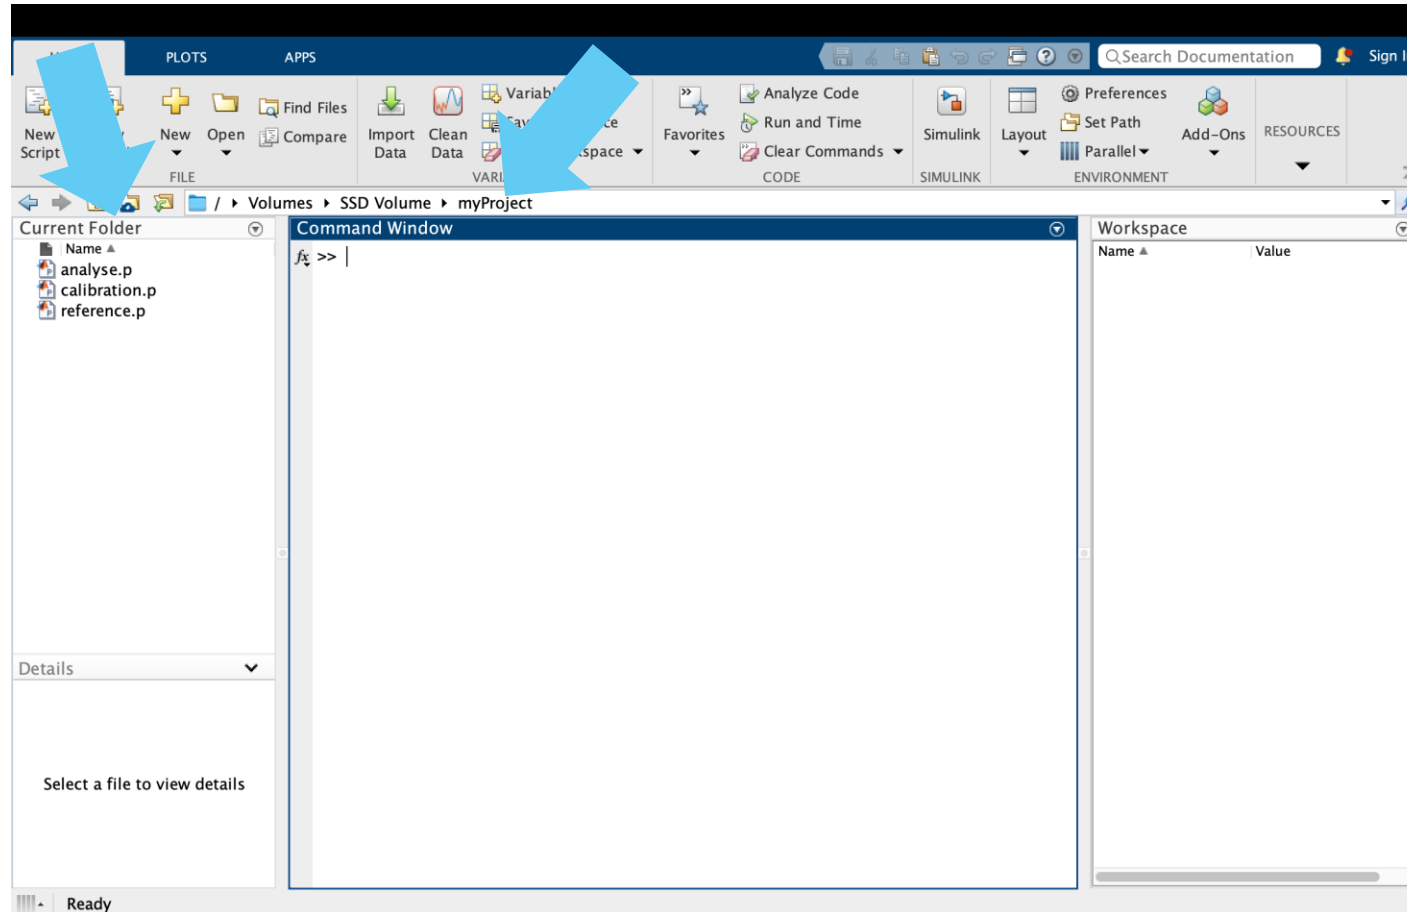 PLOTS APPS Search Documentation Sign I
New Script New Open Find Files Compare Import Data Clean Data Favorites Analyze Code Run and Time Clear Commands Simulink Layout Preferences Set Path Parallel Add-Ons RESOURCES
FILE CODE SIMULINK ENVIRONMENT
/ Volumes SSD Volume myProject
Current Folder
Name
analyse.p
calibration.p
reference.p
Details
Select a file to view details
Command Window
fx >>
Workspace
Name Value
Ready